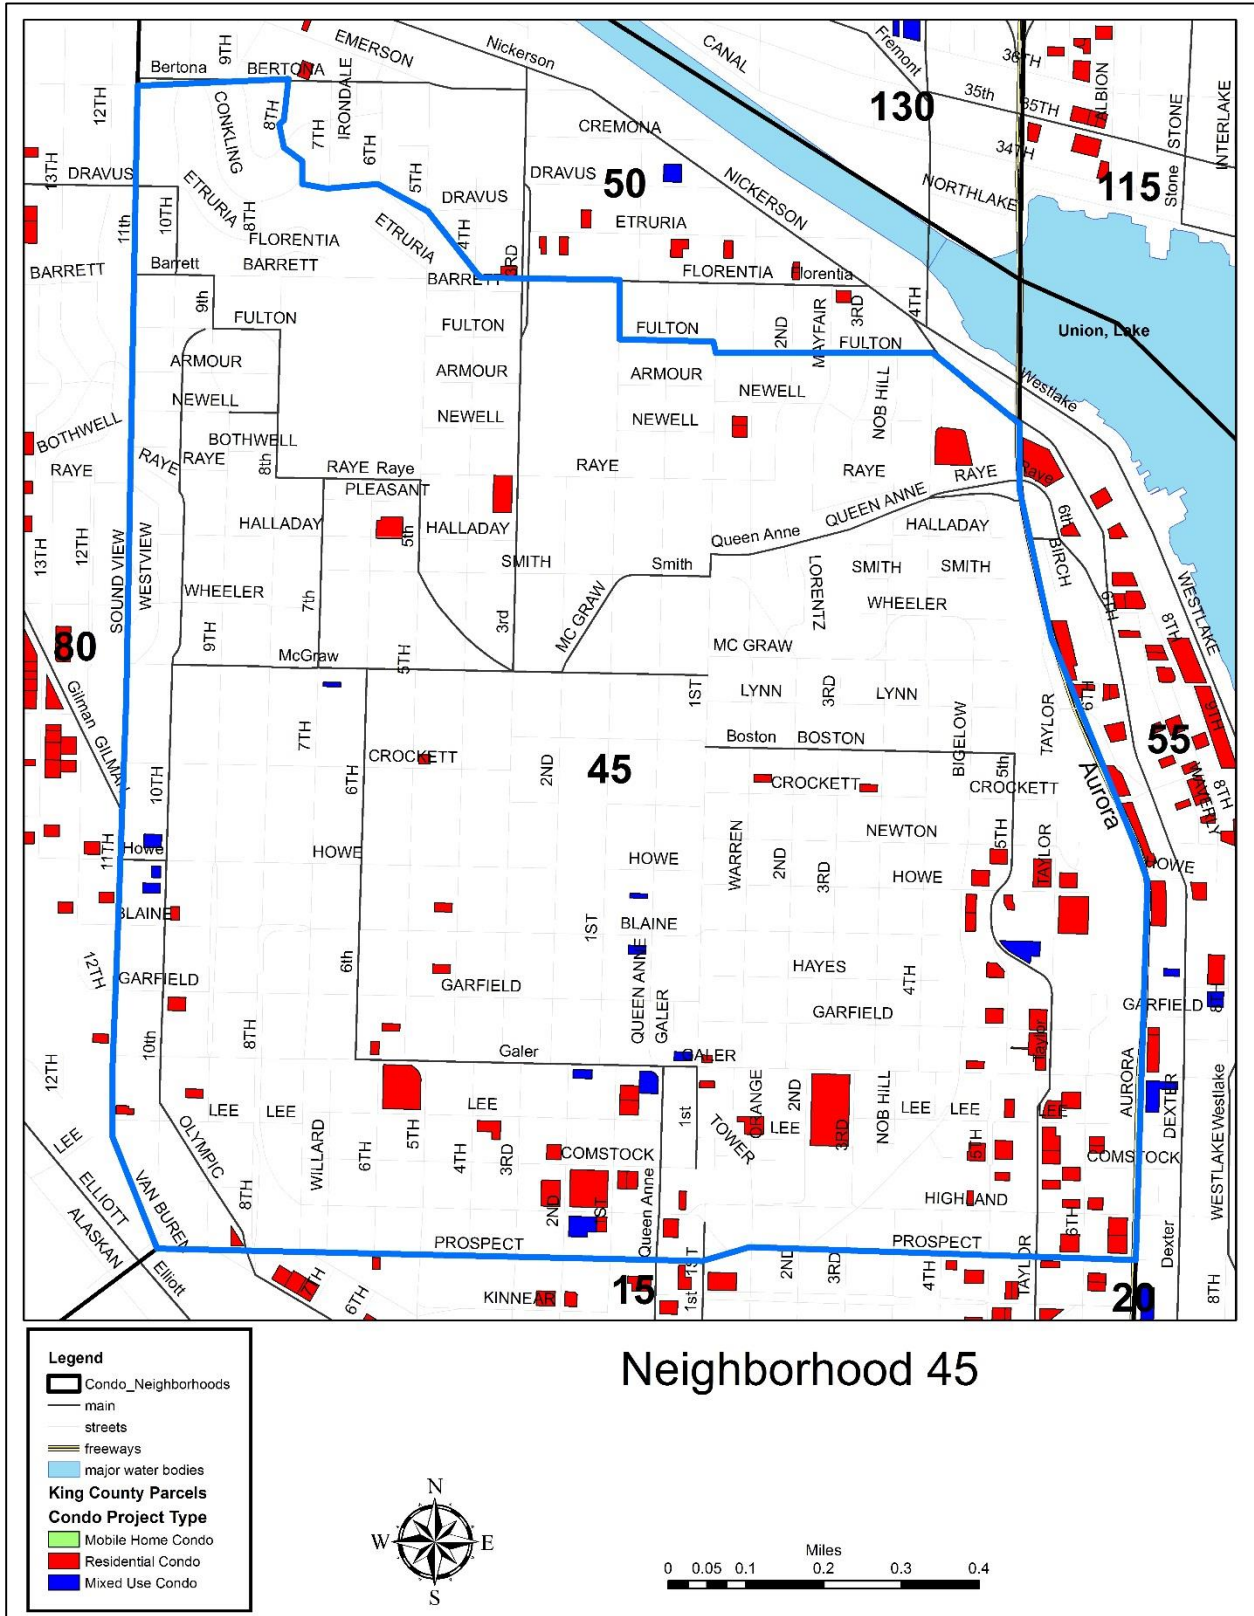 9TH
EMERSON
Nickerson
CANAL
Fremont
36TH
Bertona
BERTONA
IRONDALE
130
35th
35TH
ALBION
STONE
INTERLAKE
12TH
CONKLING
8TH
7TH
6TH
CREMONA
34TH
13TH
DRAVUS
5TH
DRAVUS
DRAVUS
50
NICKERSON
NORTHLAKE
115
Stone
ETRURIA
10TH
11th
8TH
ETRURIA
4TH
ETRURIA
FLORENTIA
3RD
BARRETT
Barrett
BARRETT
BARRETT
FLORENTIA
Florentia
9th
FULTON
FULTON
FULTON
2ND
MAYFAIR
3RD
4TH
FULTON
Union, Lake
ARMOUR
ARMOUR
ARMOUR
Westlake
NEWELL
NEWELL
NEWELL
NEWELL
NOB HILL
BOTHWELL
BOTHWELL
RAYE
RAYE
RAYE
8th
RAYE
Raye
RAYE
RAYE
RAYE
Raye
PLEASANT
QUEEN ANNE
13TH
12TH
HALLADAY
5th
HALLADAY
Queen Anne
HALLADAY
6th
SOUND VIEW
WESTVIEW
SMITH
Smith
LORENTZ
SMITH
SMITH
BIRCH
WHEELER
7th
3rd
MC GRAW
WHEELER
6TH
WESTLAKE
80
9TH
McGraw
5TH
MC GRAW
8TH
Gilman
GILMAN
1ST
LYNN
3RD
LYNN
6TH
9TH
7TH
Boston
BOSTON
BIGELOW
TAYLOR
55
10TH
CROCKETT
6TH
2ND
45
CROCKETT
5th
CROCKETT
Aurora
WAVERLY
8TH
11TH
Howe
HOWE
HOWE
WARREN
2ND
3RD
NEWTON
HOWE
5TH
TAYLOR
HOWE
BLAINE
1ST
BLAINE
12TH
GARFIELD
6th
GARFIELD
QUEEN ANNE
GALER
HAYES
4TH
GARFIELD
GARFIELD
8TH
10th
8TH
Galer
GALER
Taylor
12TH
AURORA
LEE
LEE
LEE
LEE
5TH
LEE
1st
TOWER
ORANGE
2ND
LEE
3RD
NOB HILL
LEE
LEE
LEE
DEXTER
WESTLAKE
Westlake
OLYMPIC
WILLARD
6TH
4TH
3RD
COMSTOCK
5TH
COMSTOCK
ELLIOTT
VAN BUREN
8TH
2ND
Queen Anne
HIGHLAND
6TH
ALASKAN
Elliott
PROSPECT
1ST
2ND
3RD
PROSPECT
TAYLOR
Dexter
7TH
6TH
KINNEAR
15
1st
4TH
20
8TH
Neighborhood 45
Legend
Condo_Neighborhoods
main
streets
freeways
major water bodies
King County Parcels
Condo Project Type
Mobile Home Condo
Residential Condo
Mixed Use Condo
N
W
E
S
Miles
0 0.05 0.1 0.2 0.3 0.4